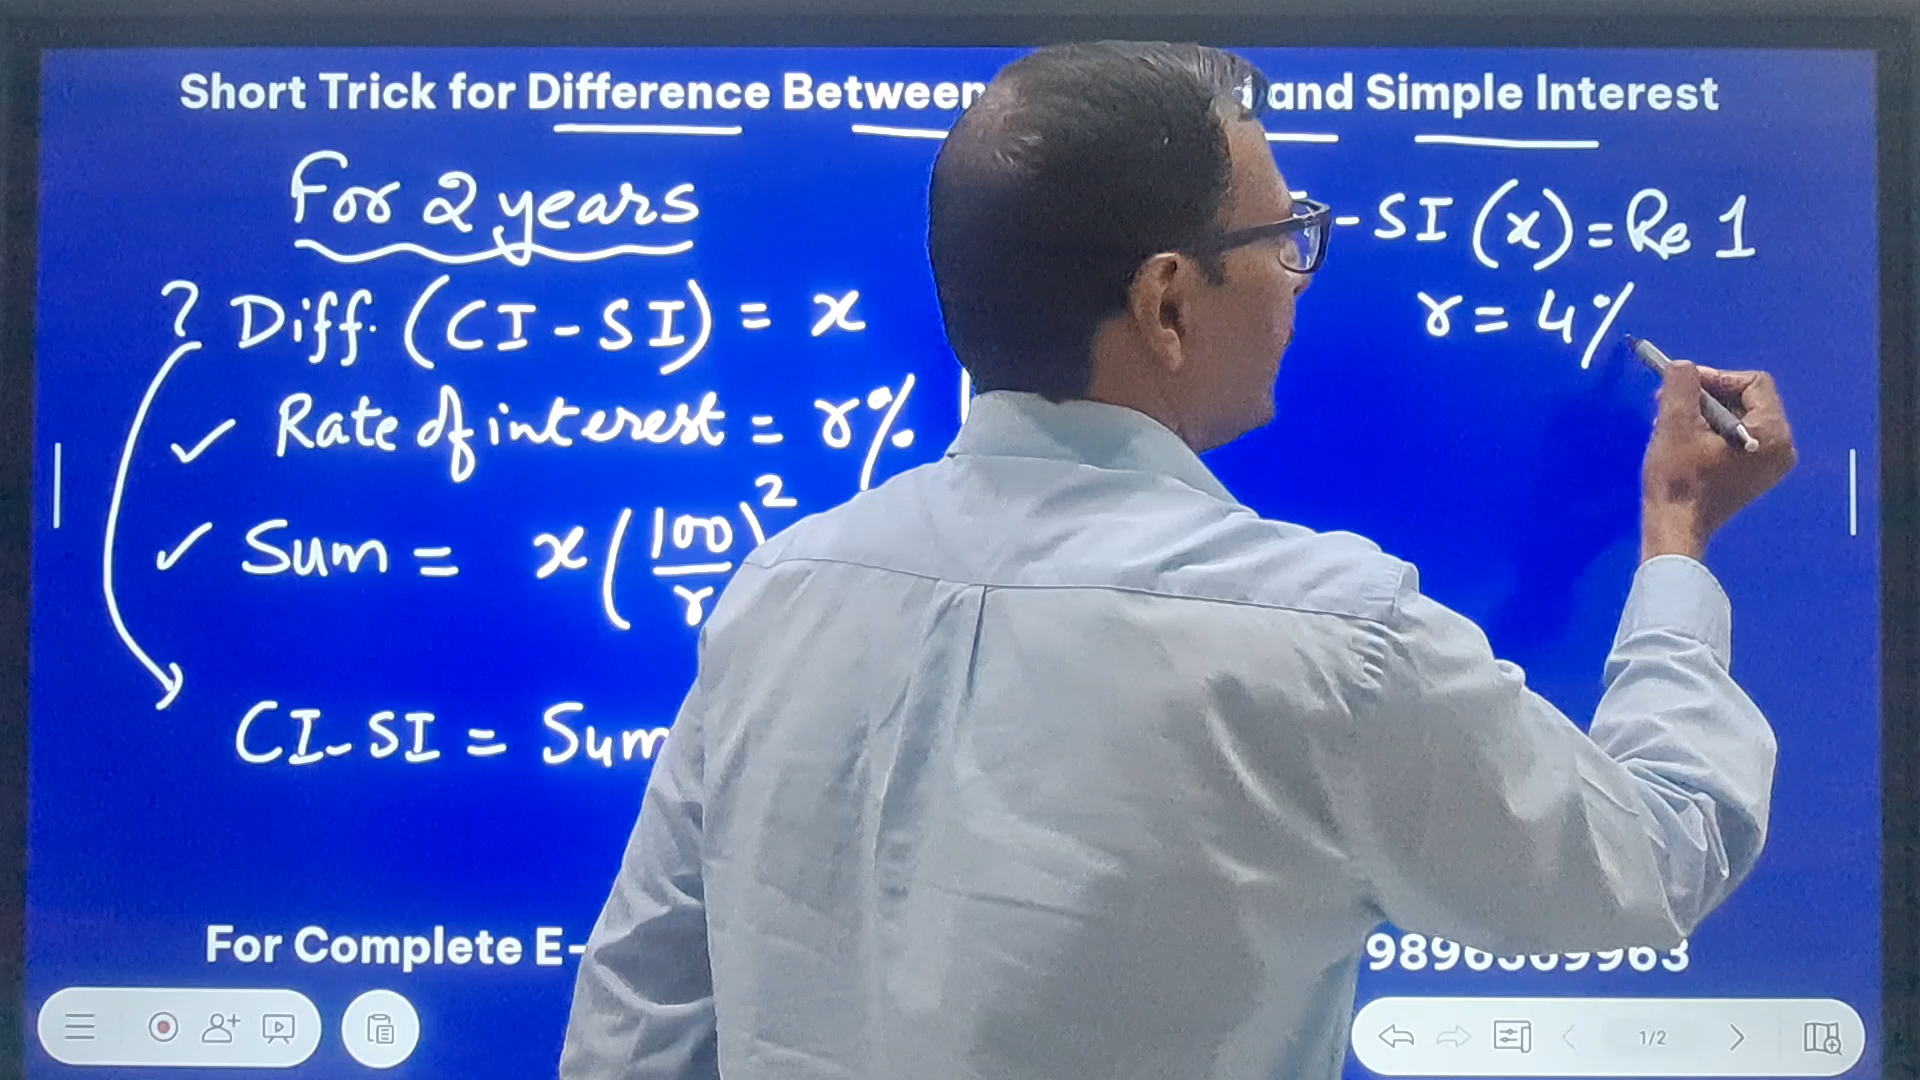 Short Trick for Difference Between and Simple Interest
For 2 years
? Diff. (CI-SI) = x
✓ Rate of interest = r%
✓ Sum = x(100/r)²
CI-SI = Sum
-SI (x) = Re 1
r = 4%
For Complete E-
1/2